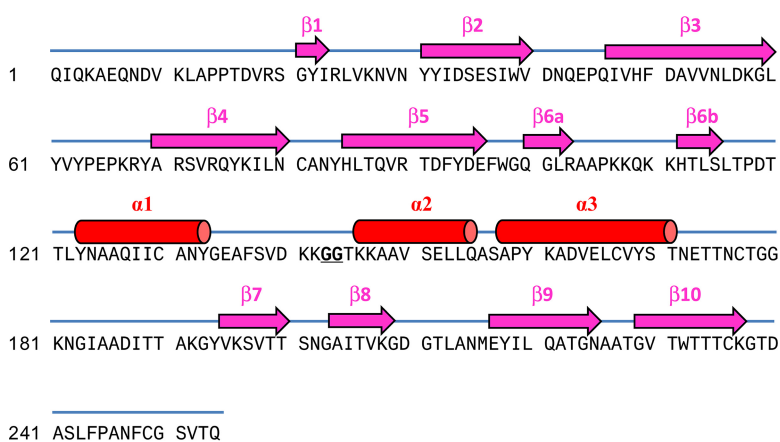 β1 β2 β3
1 QIQKAEQNDV KLAPPTDVRS GYIRLVKNVN YYIDSESIWV DNQEPQIVHF DAVVNLDKGL
β4 β5 β6a β6b
61 YVYPEPKRYA RSVRQYKILN CANYHLTQVR TDFYDEFWGQ GLRAAPKKQK KHTLSLTPDT
α1 α2 α3
121 TLYNAAQIIC ANYGEAFSVD KKGGTKKAAV SELLQASAPY KADVELCVYS TNETTNCTGG
β7 β8 β9 β10
181 KNGIAADITT AKGYVKSVTT SNGAITVKGD GTLANMEYIL QATGNAATGV TWTTTCKGTD
241 ASLFPANFCG SVTQ